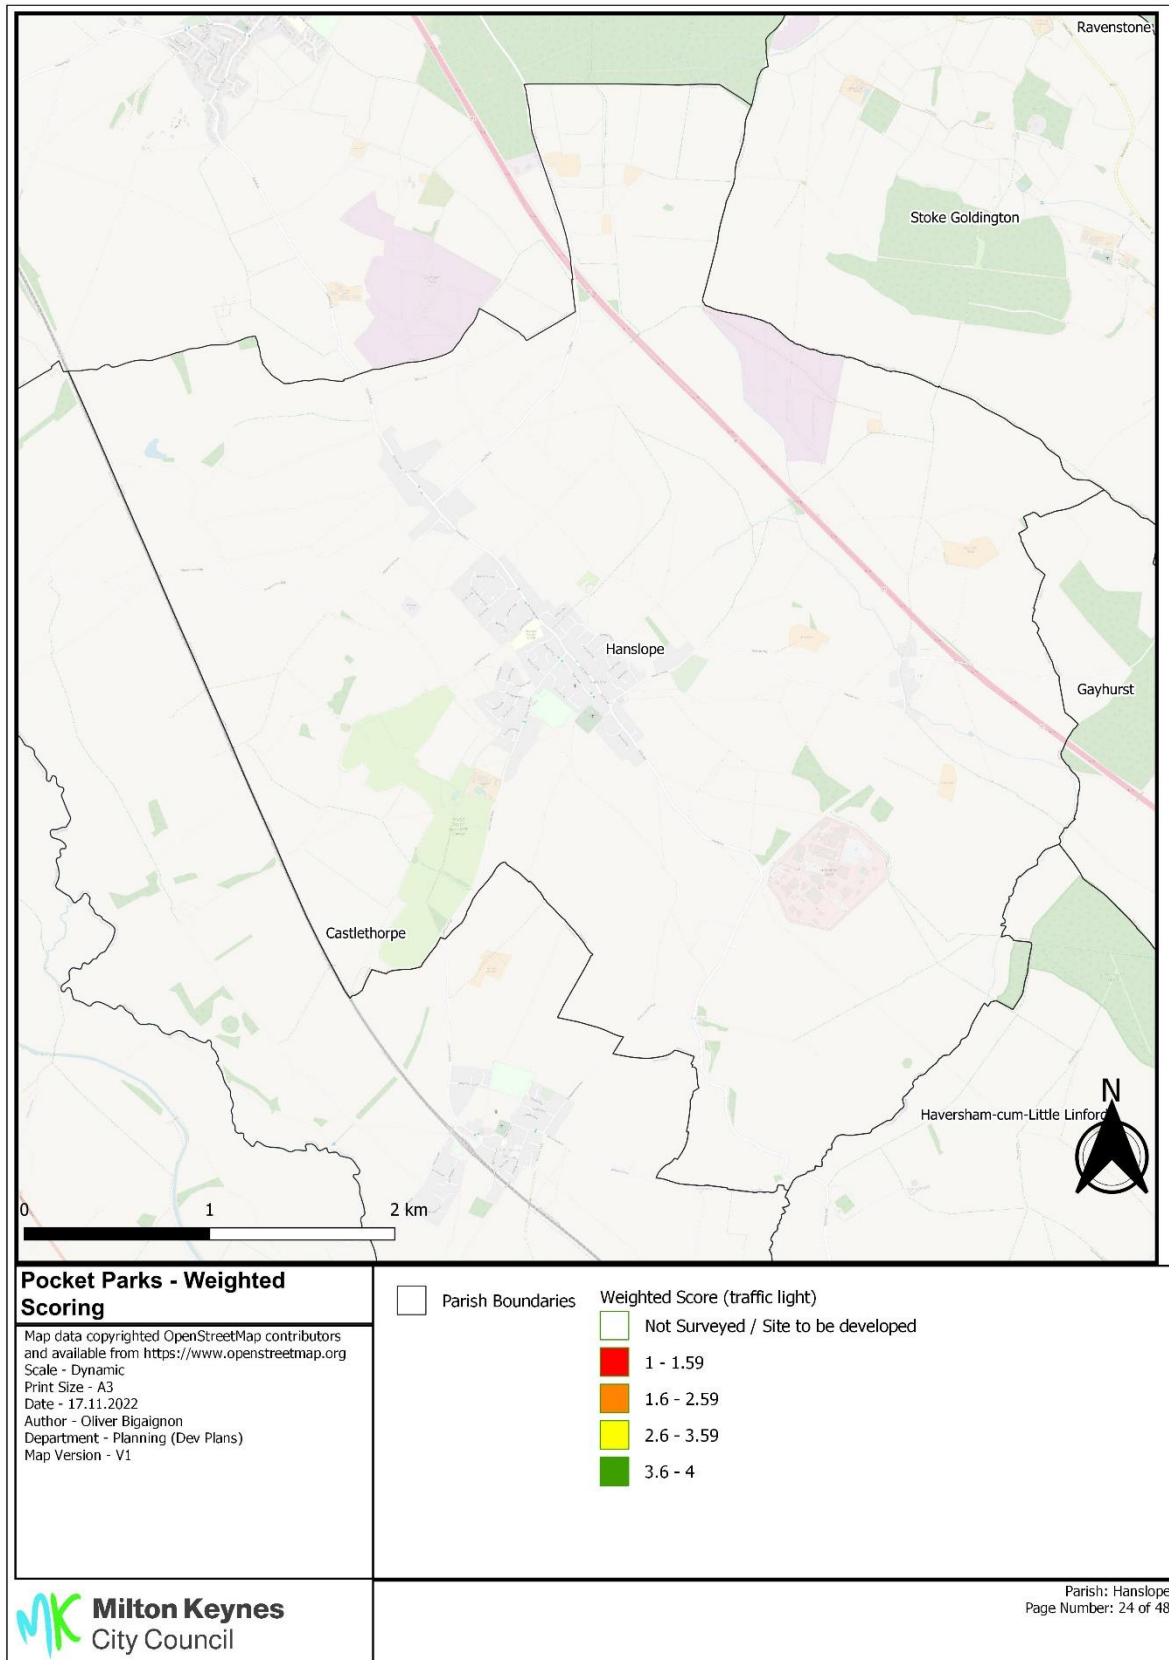 Ravenstone
Stoke Goldington
Hanslope
Gayhurst
Castlethorpe
Haversham-cum-Little Linford
N
0 1 2 km
Pocket Parks - Weighted
Scoring
Map data copyrighted OpenStreetMap contributors
and available from https://www.openstreetmap.org
Scale - Dynamic
Print Size - A3
Date - 17.11.2022
Author - Oliver Bigaignon
Department - Planning (Dev Plans)
Map Version - V1
Parish Boundaries
Weighted Score (traffic light)
Not Surveyed / Site to be developed
1 - 1.59
1.6 - 2.59
2.6 - 3.59
3.6 - 4
MK Milton Keynes
City Council
Parish: Hanslope
Page Number: 24 of 48